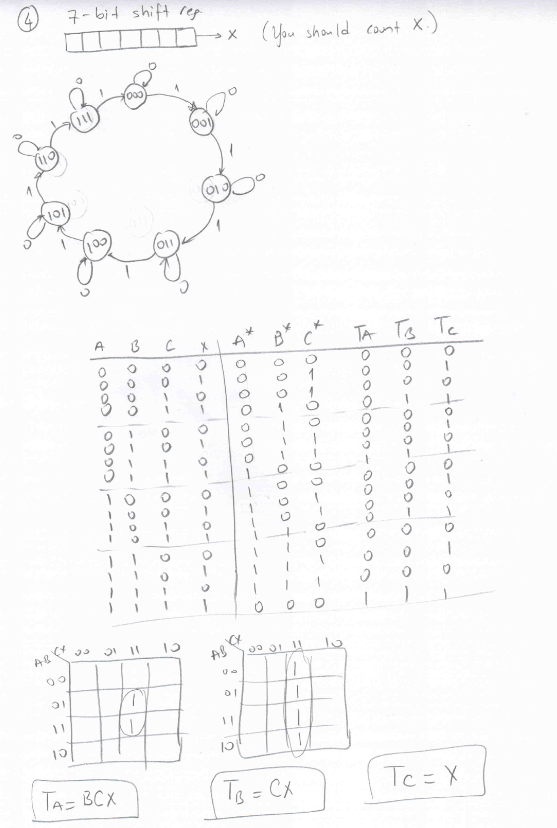 4 7-bit shift reg
→ X (You should count X.)
0 0
111 1 000 1 0
1 001
0 110 1
1 010 0
101 1
0 1 100 1 011
0 0
A B C X A* B* C* TA TB TC
0 0 0 0 0 0 0 0 0 0
0 0 0 1 0 0 1 0 0 1
0 0 1 0 0 0 1 0 0 0
0 0 1 1 0 1 0 0 1 1
0 1 0 0 0 1 0 0 0 0
0 1 0 1 0 1 1 0 0 1
0 1 1 0 0 1 1 0 0 0
0 1 1 1 1 0 0 1 1 1
1 0 0 0 1 0 0 0 0 0
1 0 0 1 1 0 1 0 0 1
1 0 1 0 1 0 1 0 0 0
1 0 1 1 1 1 0 0 1 1
1 1 0 0 1 1 0 0 0 0
1 1 0 1 1 1 1 0 0 1
1 1 1 0 1 1 1 0 0 0
1 1 1 1 0 0 0 1 1 1
AB CX 00 01 11 10 AB CX 00 01 11 10
00 00 1
01 1 01 1
11 1 11 1
10 10 1
TA = BCX TB = CX TC = X